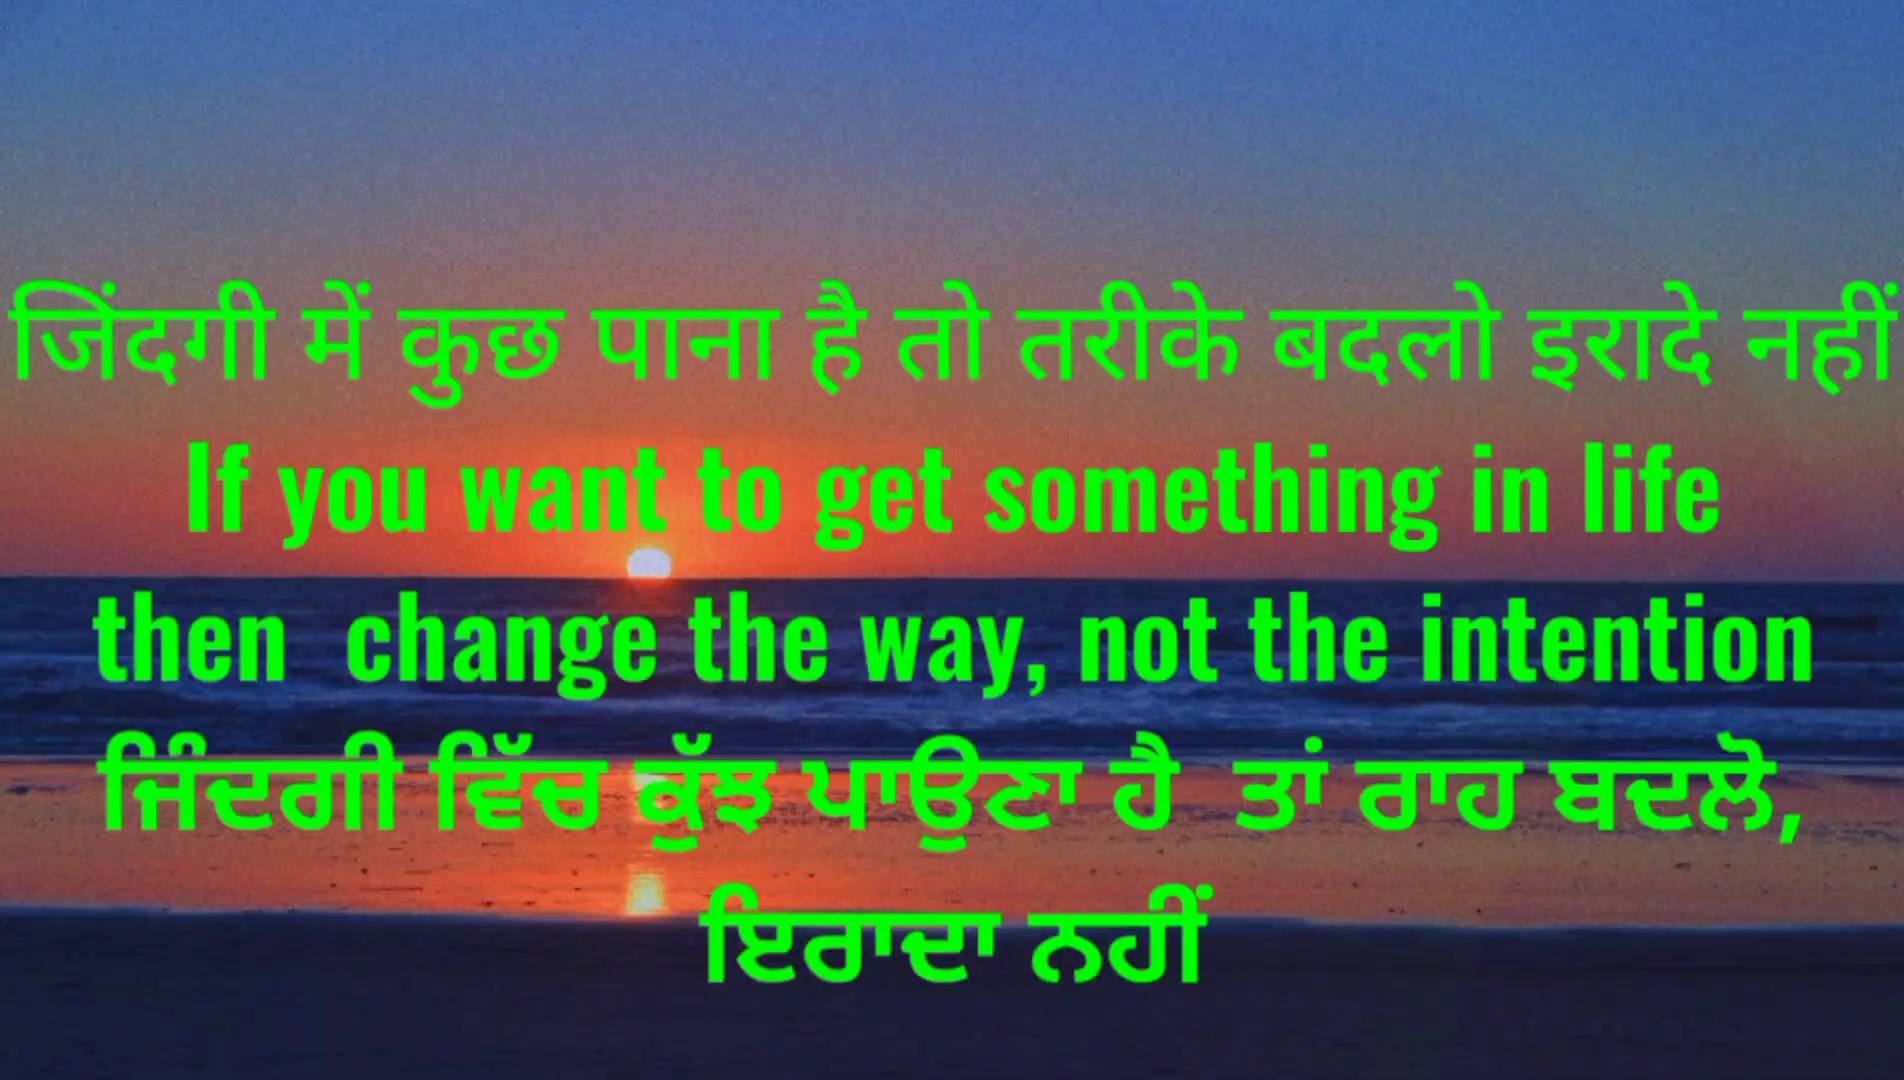 जिंदगी में कुछ पाना है तो तरीके बदलो इरादे नहीं
If you want to get something in life
then  change the way, not the intention
ਜਿੰਦਗੀ ਵਿੱਚ ਕੁੱਝ ਪਾਉਣਾ ਹੈ  ਤਾਂ ਰਾਹ ਬਦਲੋ,
ਇਰਾਦਾ ਨਹੀਂ